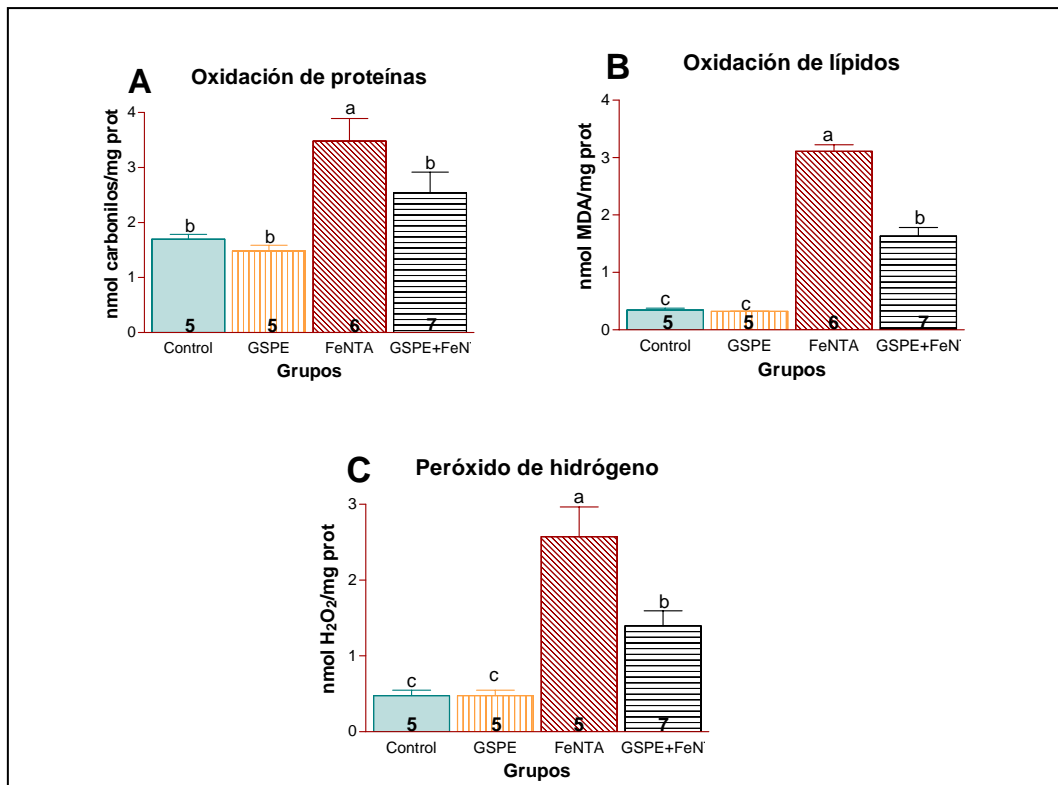 A Oxidación de proteínas
nmol carbonilos/mg prot
4
3
2
1
0
b
b
a
b
5
5
6
7
Control GSPE FeNTA GSPE+FeN
Grupos
B Oxidación de lípidos
nmol MDA/mg prot
4
3
2
1
0
c
c
a
b
5
5
6
7
Control GSPE FeNTA GSPE+FeN
Grupos
C Peróxido de hidrógeno
nmol H₂O₂/mg prot
3
2
1
0
c
c
a
b
5
5
5
7
Control GSPE FeNTA GSPE+FeN
Grupos